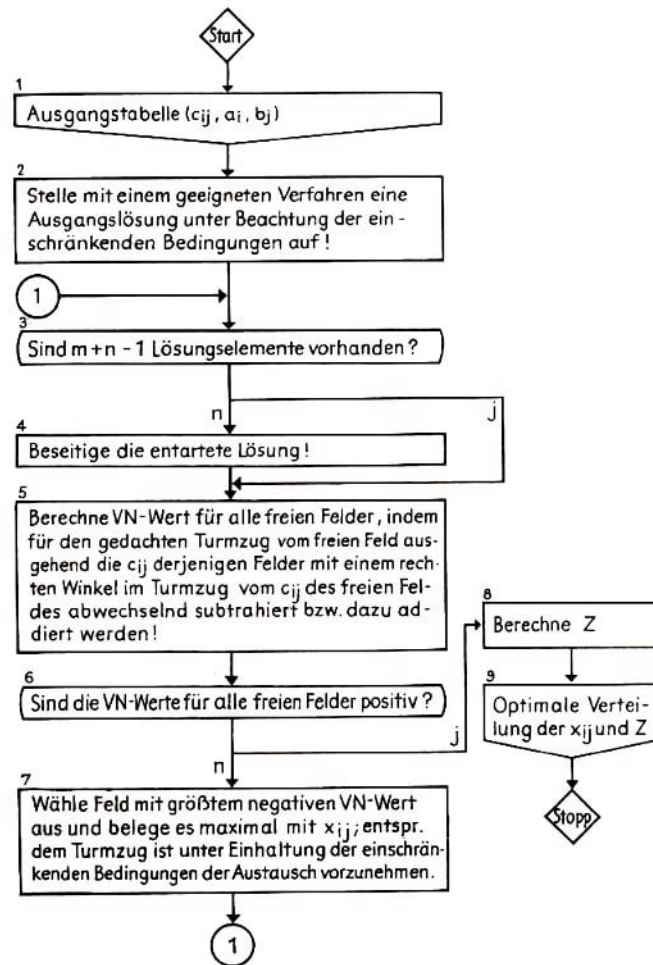 Start
1
Ausgangstabelle (cij, ai, bj)
2
Stelle mit einem geeigneten Verfahren eine
Ausgangslösung unter Beachtung der ein-
schränkenden Bedingungen auf!
1
3
Sind m+n-1 Lösungselemente vorhanden?
n
j
4
Beseitige die entartete Lösung!
5
Berechne VN-Wert für alle freien Felder, indem
für den gedachten Turmzug vom freien Feld aus-
gehend die cij derjenigen Felder mit einem rech-
ten Winkel im Turmzug vom cij des freien Fel-
des abwechselnd subtrahiert bzw. dazu ad-
diert werden!
6
Sind die VN-Werte für alle freien Felder positiv?
n
j
7
Wähle Feld mit größtem negativen VN-Wert
aus und belege es maximal mit xij; entspr.
dem Turmzug ist unter Einhaltung der einschrän-
kenden Bedingungen der Austausch vorzunehmen.
1
8
Berechne Z
9
Optimale Vertei-
lung der xij und Z
Stopp